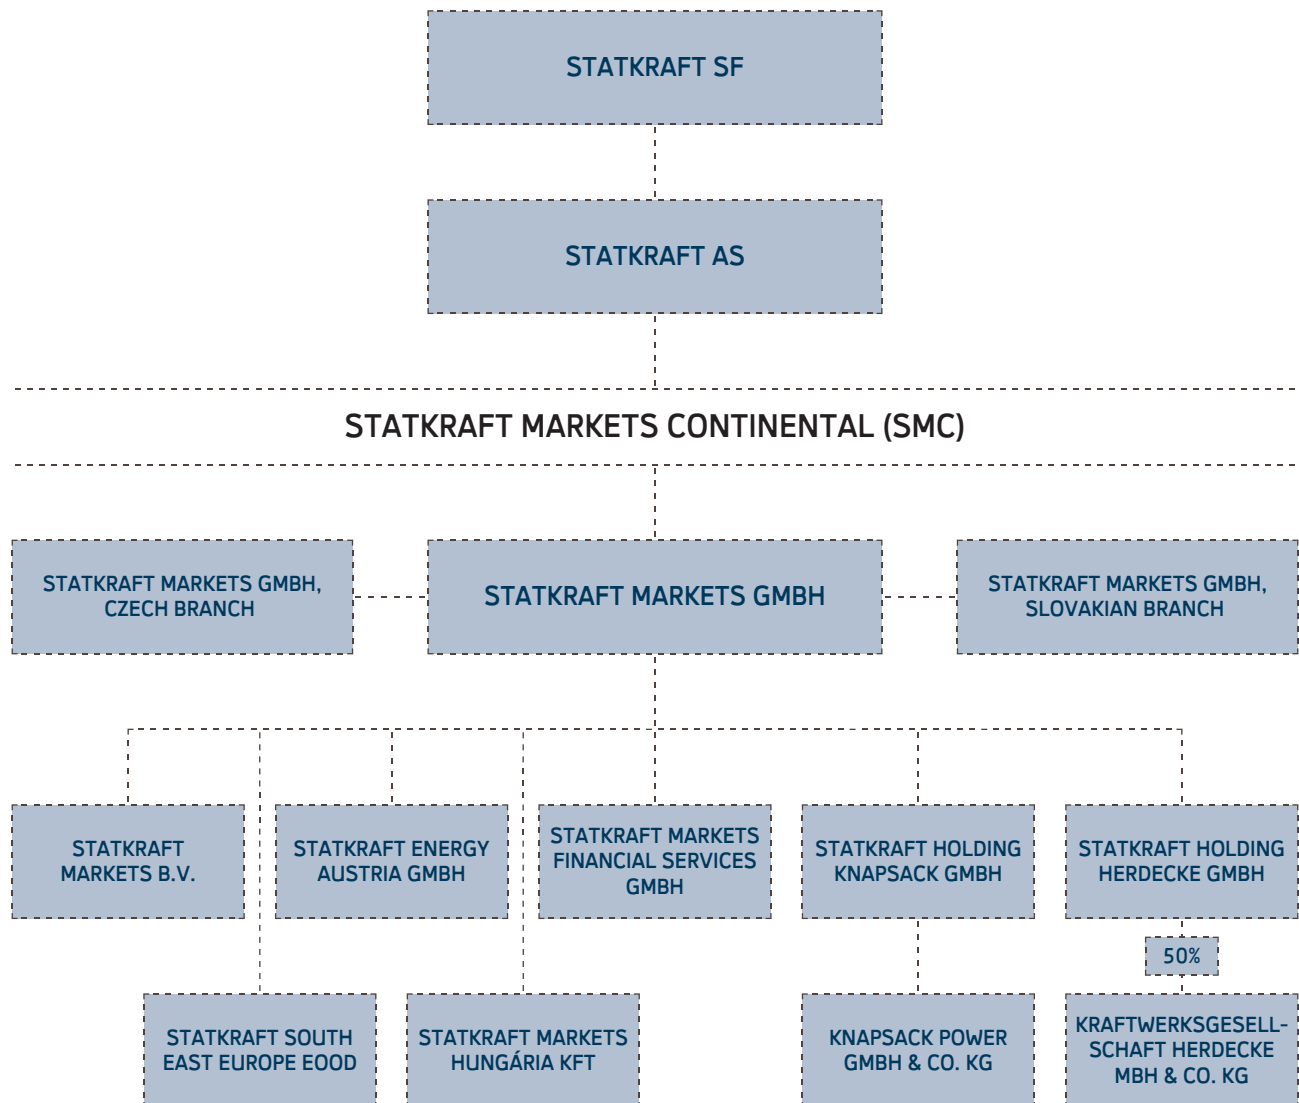 STATKRAFT SF
STATKRAFT AS
STATKRAFT MARKETS CONTINENTAL (SMC)
STATKRAFT MARKETS GMBH,
CZECH BRANCH
STATKRAFT MARKETS GMBH
STATKRAFT MARKETS GMBH,
SLOVAKIAN BRANCH
STATKRAFT
MARKETS B.V.
STATKRAFT ENERGY
AUSTRIA GMBH
STATKRAFT MARKETS
FINANCIAL SERVICES
GMBH
STATKRAFT HOLDING
KNAPSACK GMBH
STATKRAFT HOLDING
HERDECKE GMBH
50%
STATKRAFT SOUTH
EAST EUROPE EOOD
STATKRAFT MARKETS
HUNGÁRIA KFT
KNAPSACK POWER
GMBH & CO. KG
KRAFTWERKSGESELL-
SCHAFT HERDECKE
MBH & CO. KG